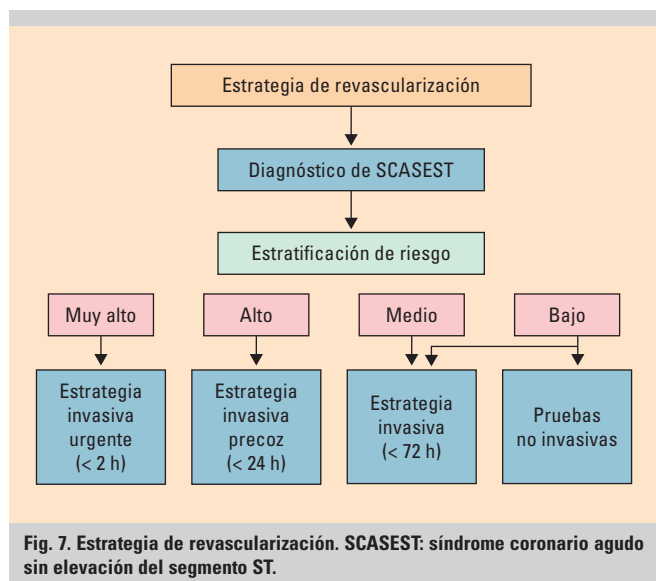 Estrategia de revascularización
Diagnóstico de SCASEST
Estratificación de riesgo
Muy alto
Alto
Medio
Bajo
Estrategia
invasiva
urgente
(< 2 h)
Estrategia
invasiva
precoz
(< 24 h)
Estrategia
invasiva
(< 72 h)
Pruebas
no invasivas
Fig. 7. Estrategia de revascularización. SCASEST: síndrome coronario agudo
sin elevación del segmento ST.